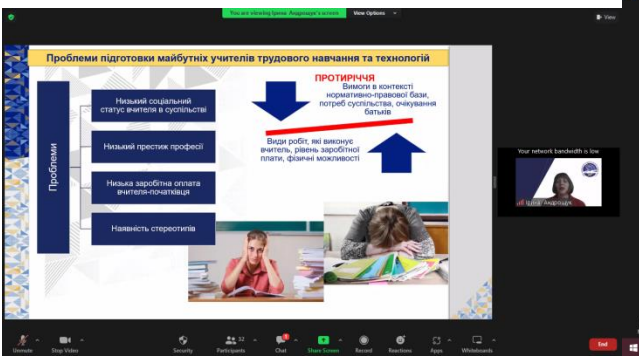 You are viewing Ірина Андрощук's screen
View Options
View
Проблеми підготовки майбутніх учителів трудового навчання та технологій
Проблеми
Низький соціальний
статус вчителя в суспільстві
Низький престиж професії
Низька заробітна оплата
вчителя-початківця
Наявність стереотипів
ПРОТИРІЧЧЯ
Вимоги в контексті
нормативно-правової бази,
потреб суспільства, очікування
батьків
Види робіт, які виконує
вчитель, рівень заробітної
плати, фізичні можливості
Your network bandwidth is low
Ірина Андрощук
Unmute
Stop Video
Security
32
Participants
Chat
Share Screen
Record
Reactions
Apps
Whiteboards
End